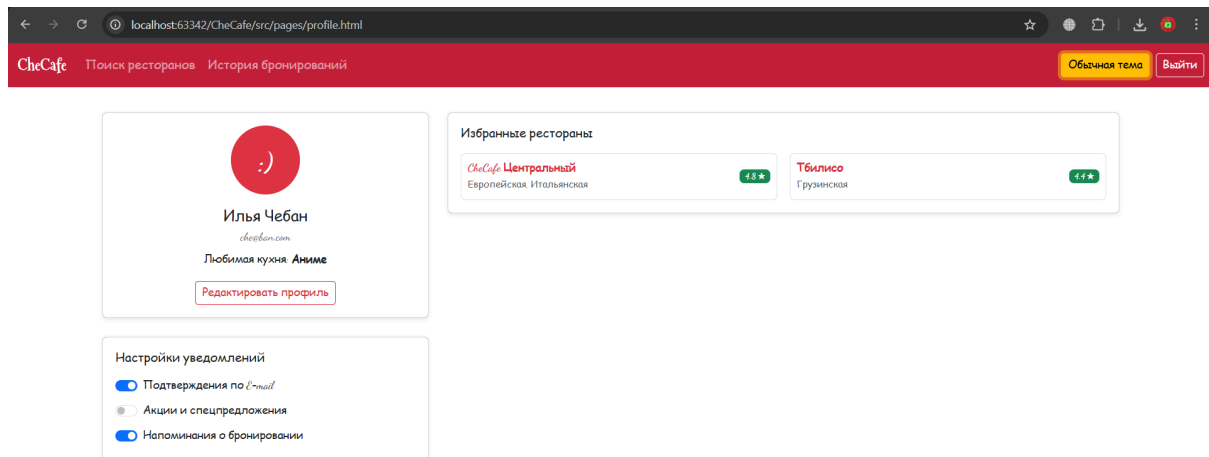 localhost:63342/CheCafe/src/pages/profile.html
CheCafe Поиск ресторанов История бронирований Обычная тема Выйти
:)
Илья Чебан
che@ban.com
Любимая кухня: Аниме
Редактировать профиль
Избранные рестораны
CheCafe Центральный
Европейская, Итальянская
4.8 ★
Тбилисо
Грузинская
4.4 ★
Настройки уведомлений
Подтверждения по E-mail
Акции и спецпредложения
Напоминания о бронировании